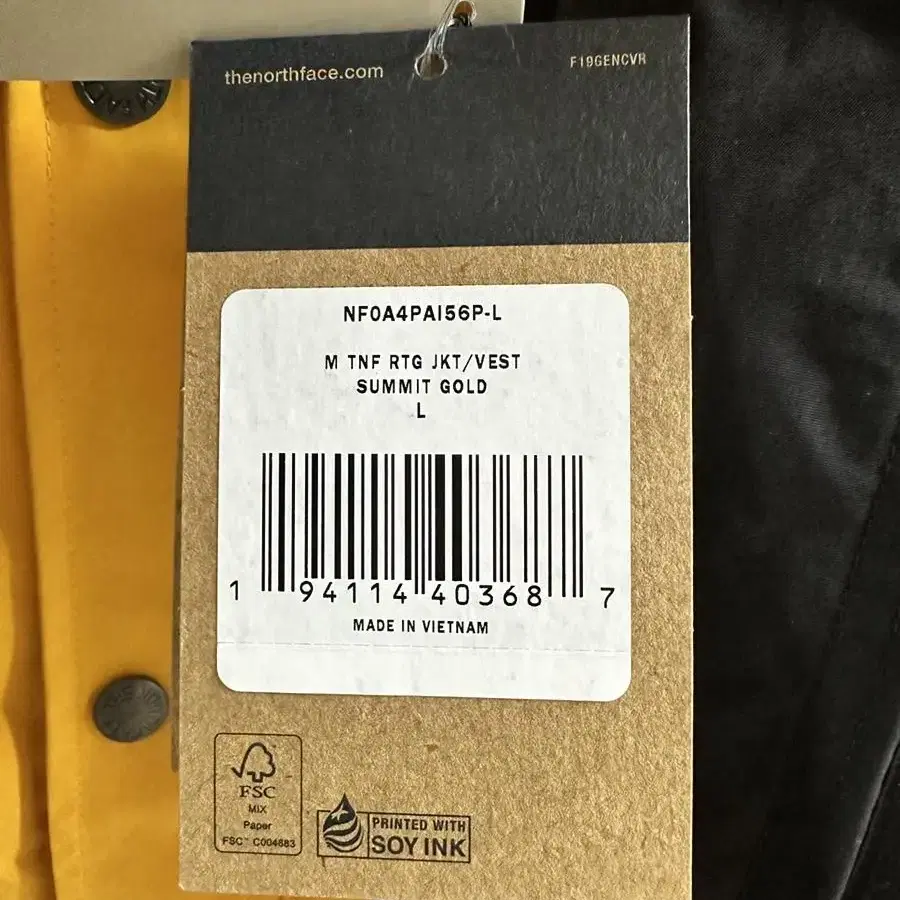 thenorthface.com
F19GENCVR
NF0A4PAI56P-L
M TNF RTG JKT/VEST
SUMMIT GOLD
L
1 94114 40368 7
MADE IN VIETNAM
FSC
MIX
Paper
FSC™ C004683
PRINTED WITH
SOY INK